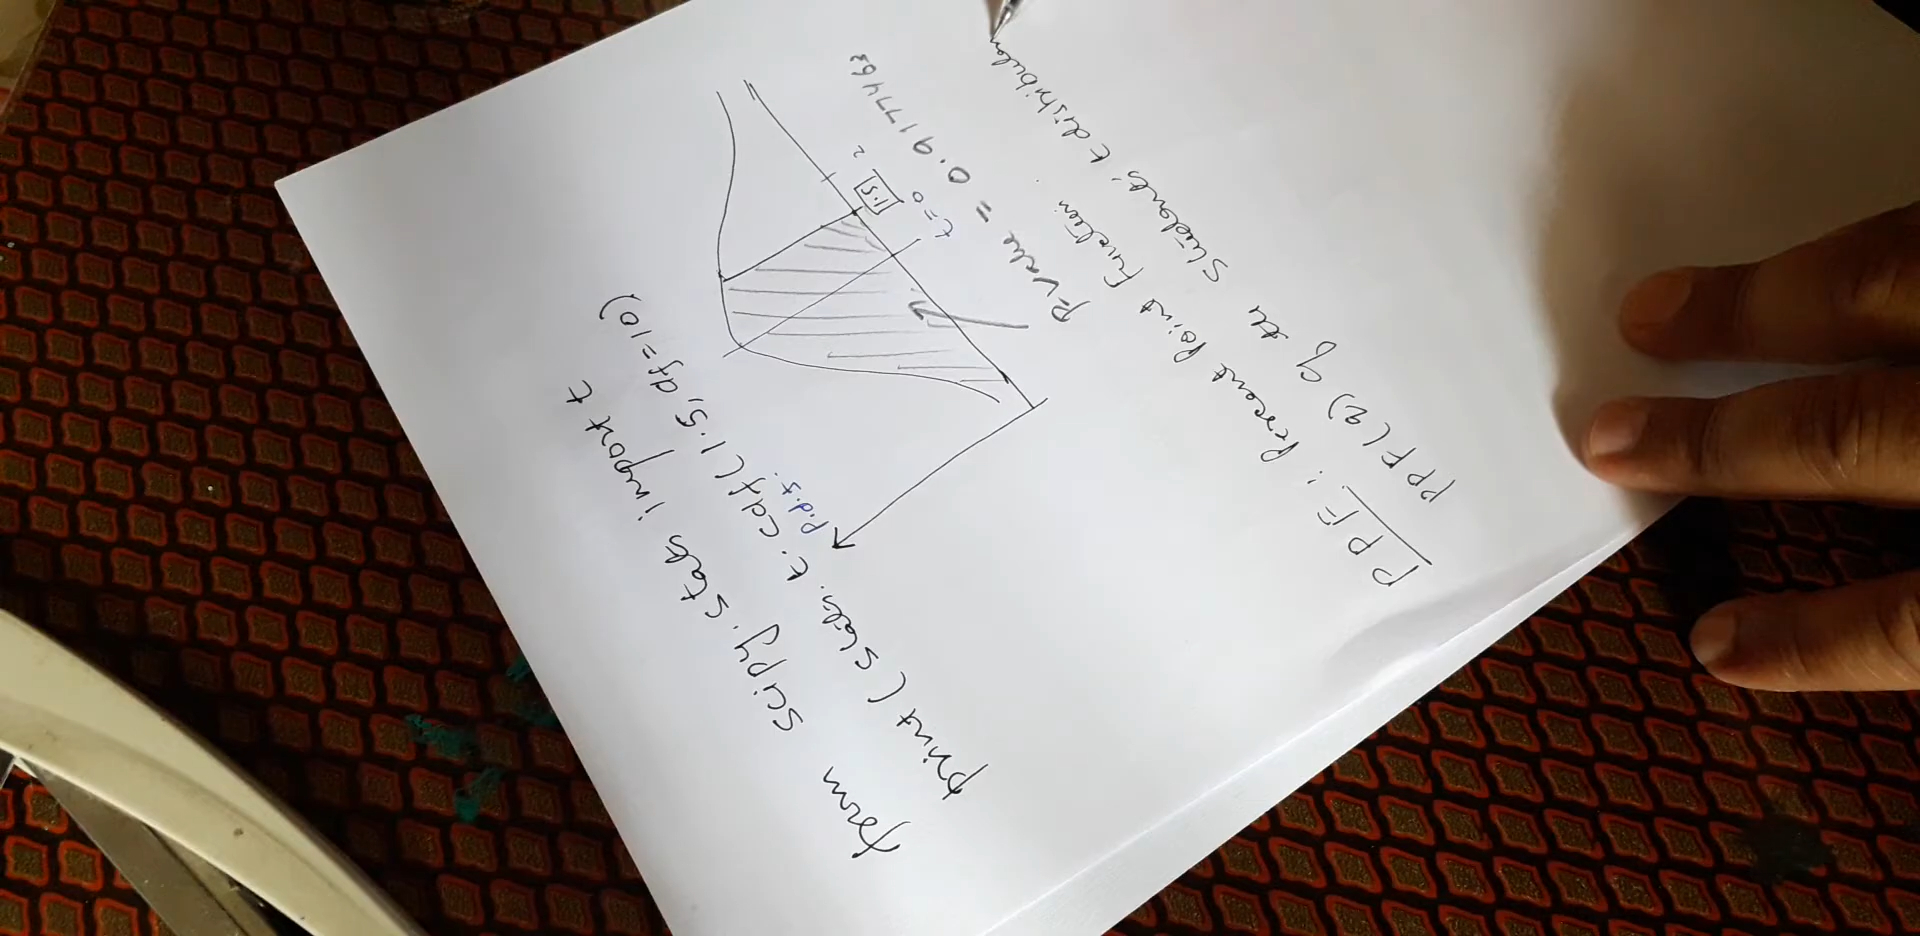 from scipy.stats import t
print(stats.t.cdf(1.5, df=10)
P.d.f.
t=0
1.5
2
P-value = 0.9177463
PPF: Percent Point Function.
PPF(q) of the Students' t distribution